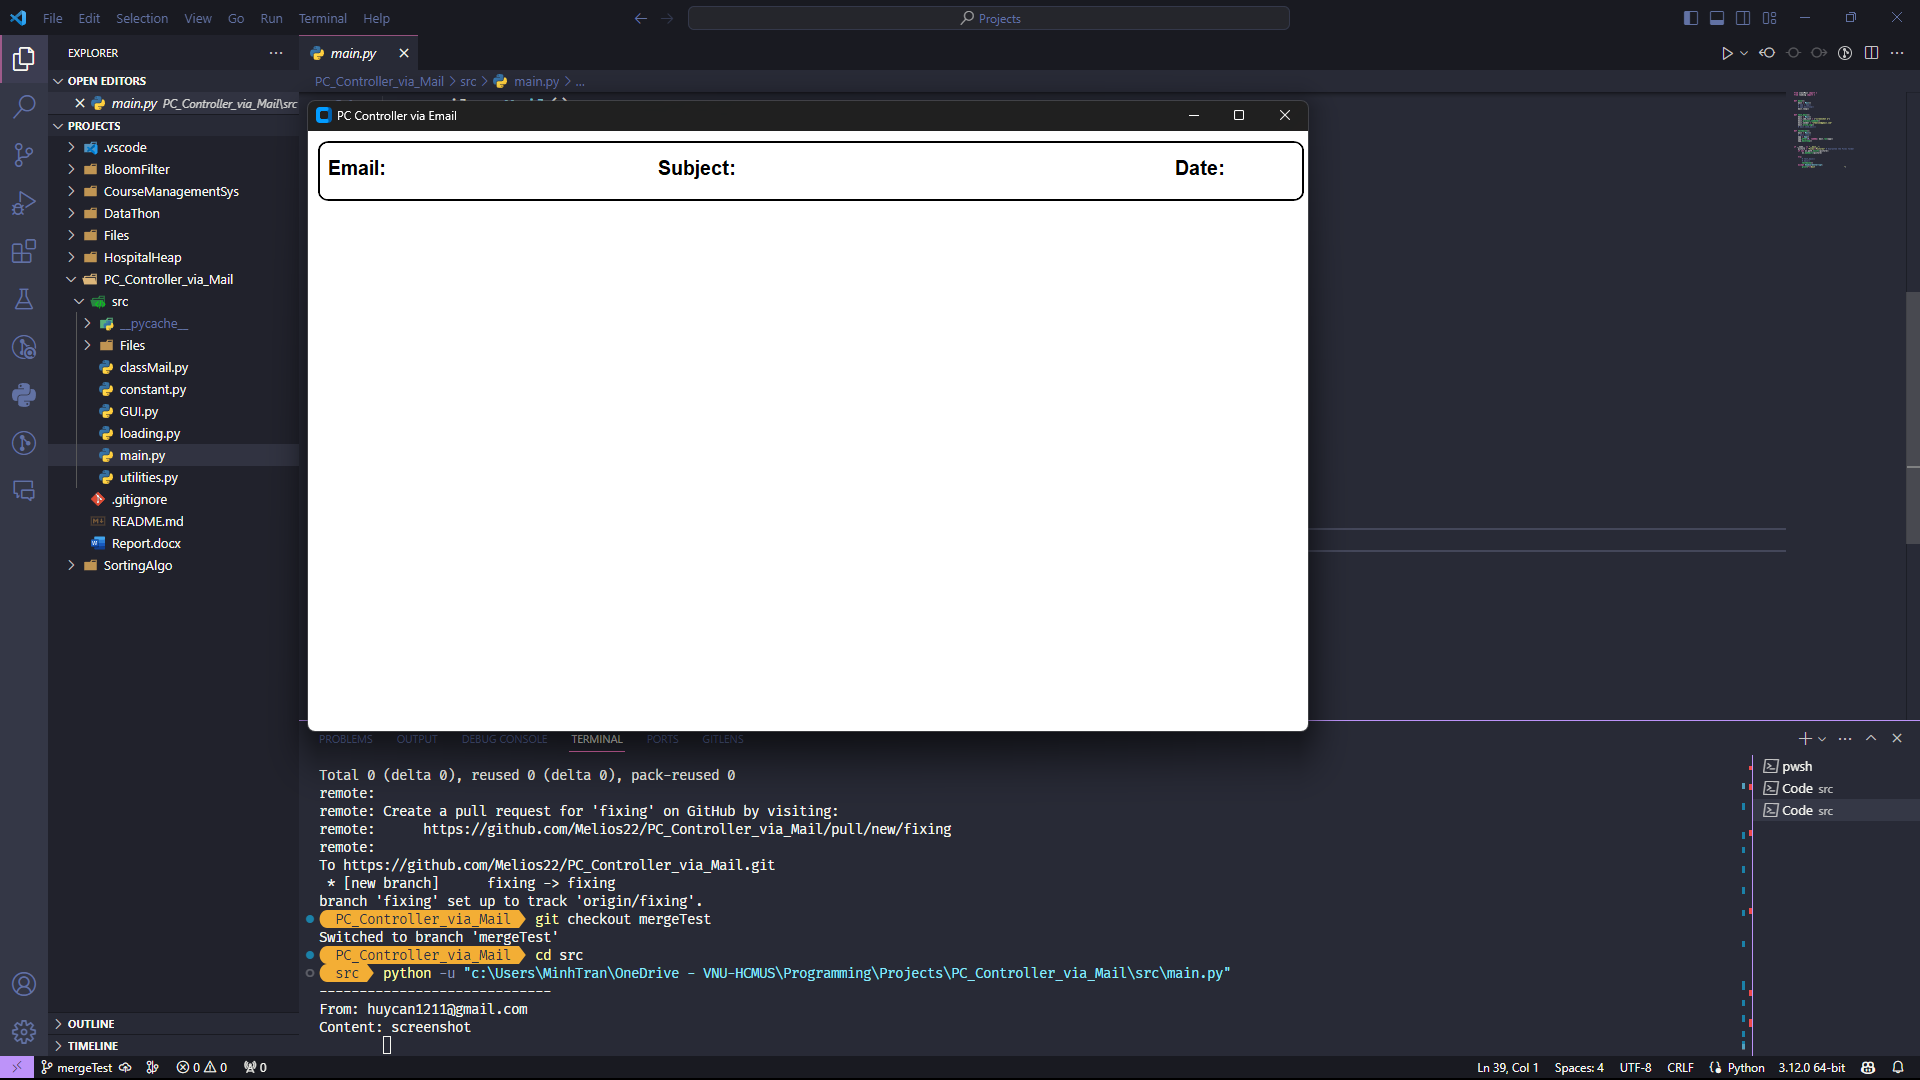 File Edit Selection View Go Run Terminal Help
Projects
EXPLORER
main.py
OPEN EDITORS
PC_Controller_via_Mail > src > main.py > ...
main.py PC_Controller_via_Mail\src
PROJECTS
.vscode
BloomFilter
CourseManagementSys
DataThon
Files
HospitalHeap
PC_Controller_via_Mail
src
__pycache__
Files
classMail.py
constant.py
GUI.py
loading.py
main.py
utilities.py
.gitignore
README.md
Report.docx
SortingAlgo
OUTLINE
TIMELINE
PC Controller via Email
Email: Subject: Date:
PROBLEMS OUTPUT DEBUG CONSOLE TERMINAL PORTS GITLENS
Total 0 (delta 0), reused 0 (delta 0), pack-reused 0
remote:
remote: Create a pull request for 'fixing' on GitHub by visiting:
remote:      https://github.com/Melios22/PC_Controller_via_Mail/pull/new/fixing
remote:
To https://github.com/Melios22/PC_Controller_via_Mail.git
 * [new branch]      fixing -> fixing
branch 'fixing' set up to track 'origin/fixing'.
PC_Controller_via_Mail git checkout mergeTest
Switched to branch 'mergeTest'
PC_Controller_via_Mail cd src
src python -u "c:\Users\MinhTran\OneDrive - VNU-HCMUS\Programming\Projects\PC_Controller_via_Mail\src\main.py"
-----------------------------
From: huycan1211@gmail.com
Content: screenshot
pwsh
Code src
Code src
mergeTest 0 0 0 Ln 39, Col 1 Spaces: 4 UTF-8 CRLF Python 3.12.0 64-bit